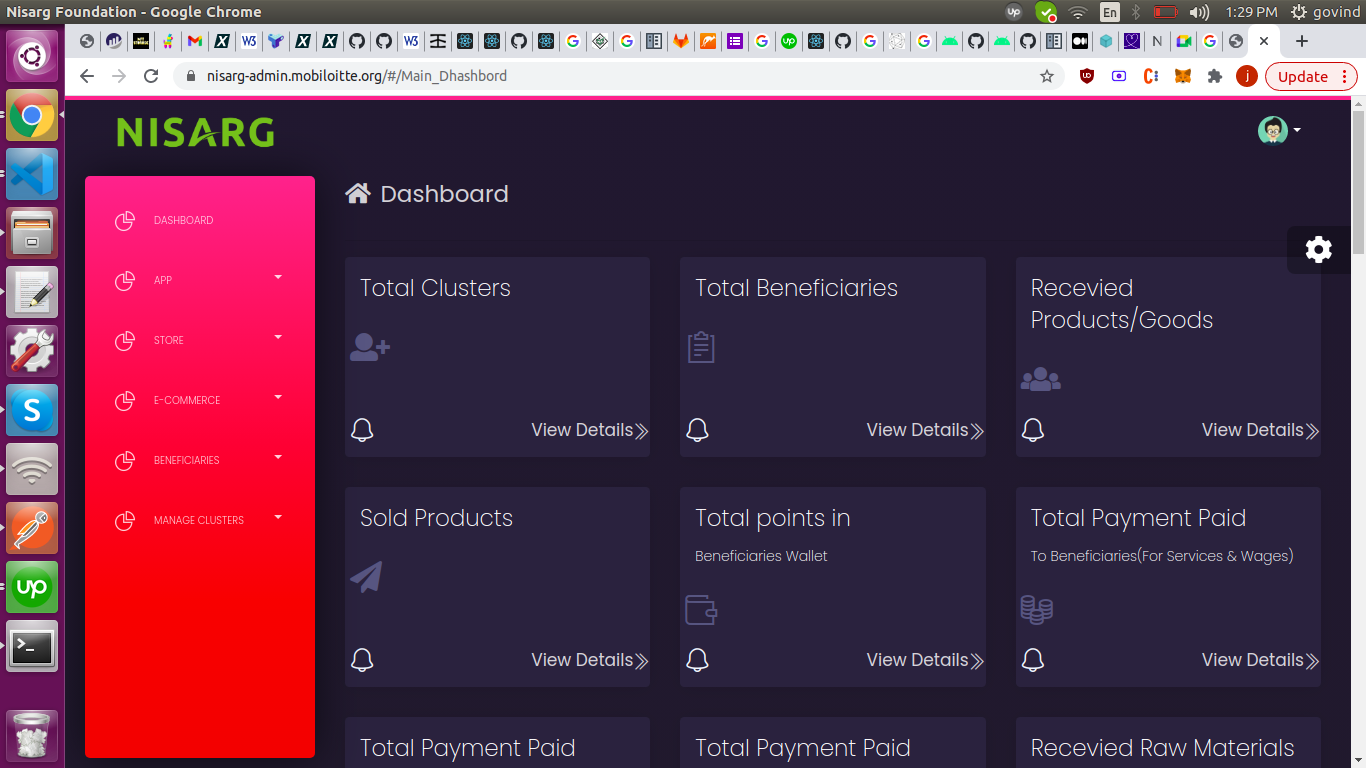 Nisarg Foundation - Google Chrome
up
En
1:29 PM
govind
nisarg-admin.mobiloitte.org/#/Main_Dhashbord
j
Update
NISARG
Dashboard
DASHBOARD
APP
STORE
E-COMMERCE
BENEFICIARIES
MANAGE CLUSTERS
Total Clusters
View Details
Total Beneficiaries
View Details
Recevied
Products/Goods
View Details
Sold Products
View Details
Total points in
Beneficiaries Wallet
View Details
Total Payment Paid
To Beneficiaries(For Services & Wages)
View Details
Total Payment Paid
Total Payment Paid
Recevied Raw Materials